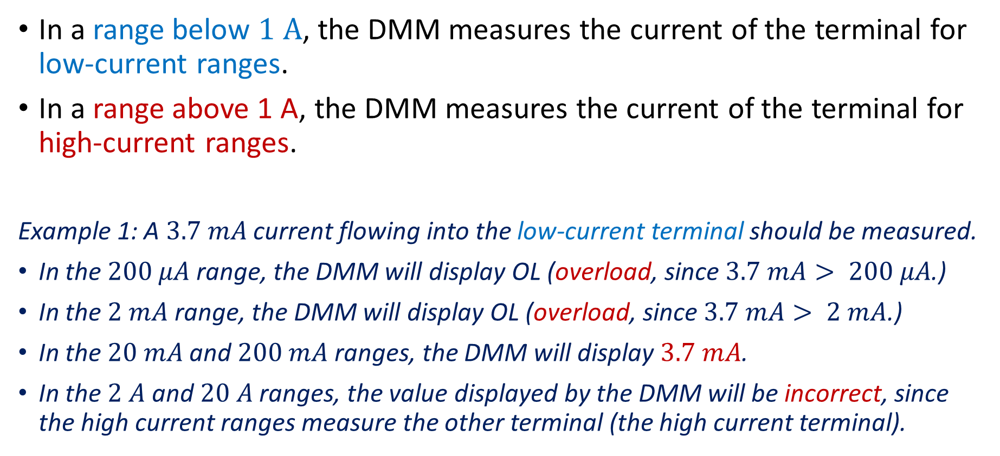 • In a range below 1 A, the DMM measures the current of the terminal for
low-current ranges.
• In a range above 1 A, the DMM measures the current of the terminal for
high-current ranges.
Example 1: A 3.7 mA current flowing into the low-current terminal should be measured.
• In the 200 μA range, the DMM will display OL (overload, since 3.7 mA > 200 μA.)
• In the 2 mA range, the DMM will display OL (overload, since 3.7 mA > 2 mA.)
• In the 20 mA and 200 mA ranges, the DMM will display 3.7 mA.
• In the 2 A and 20 A ranges, the value displayed by the DMM will be incorrect, since
the high current ranges measure the other terminal (the high current terminal).